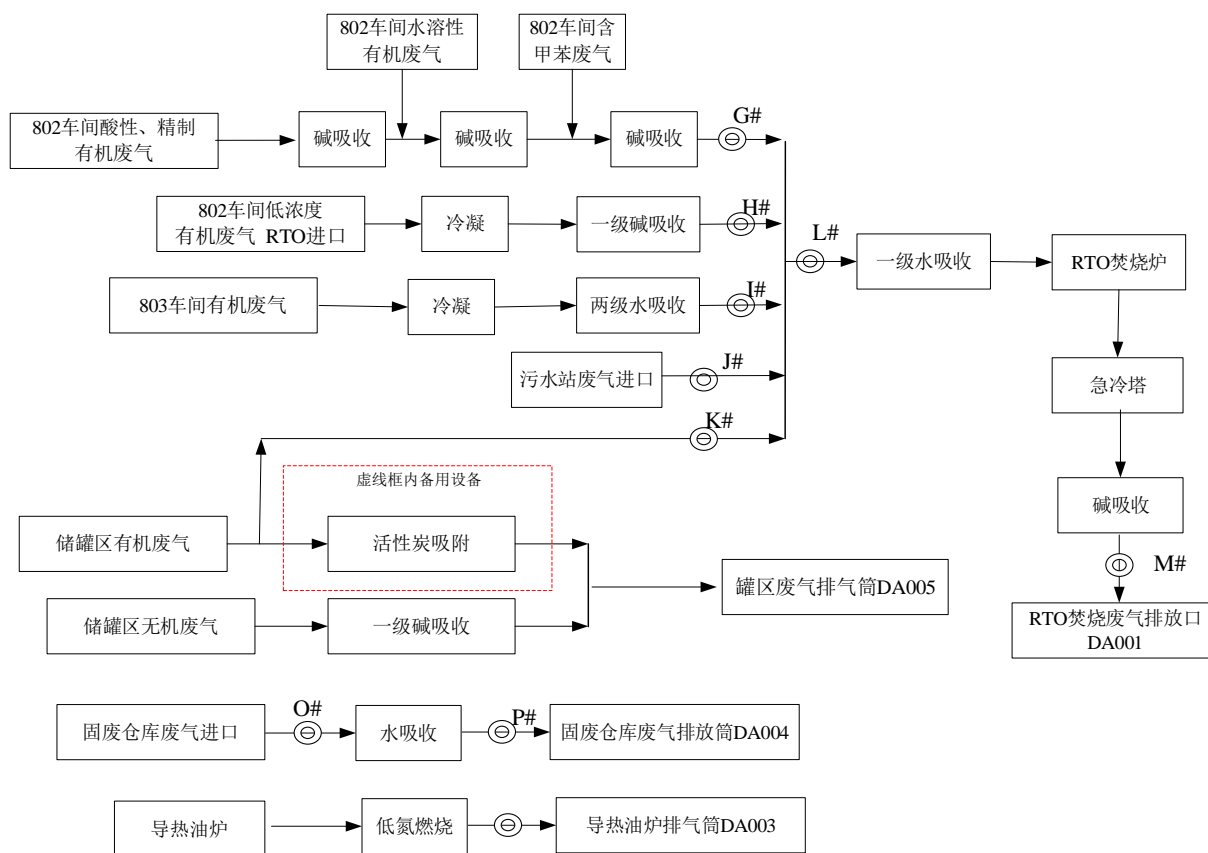 802车间水溶性
有机废气
802车间含
甲苯废气
802车间酸性、精制
有机废气
碱吸收
碱吸收
碱吸收
G#
802车间低浓度
有机废气 RTO进口
冷凝
一级碱吸收
H#
L#
一级水吸收
RTO焚烧炉
803车间有机废气
冷凝
两级水吸收
I#
污水站废气进口
J#
急冷塔
K#
虚线框内备用设备
碱吸收
储罐区有机废气
活性炭吸附
M#
罐区废气排气筒DA005
储罐区无机废气
一级碱吸收
RTO焚烧废气排放口
DA001
固废仓库废气进口
O#
水吸收
P#
固废仓库废气排放筒DA004
导热油炉
低氮燃烧
导热油炉排气筒DA003